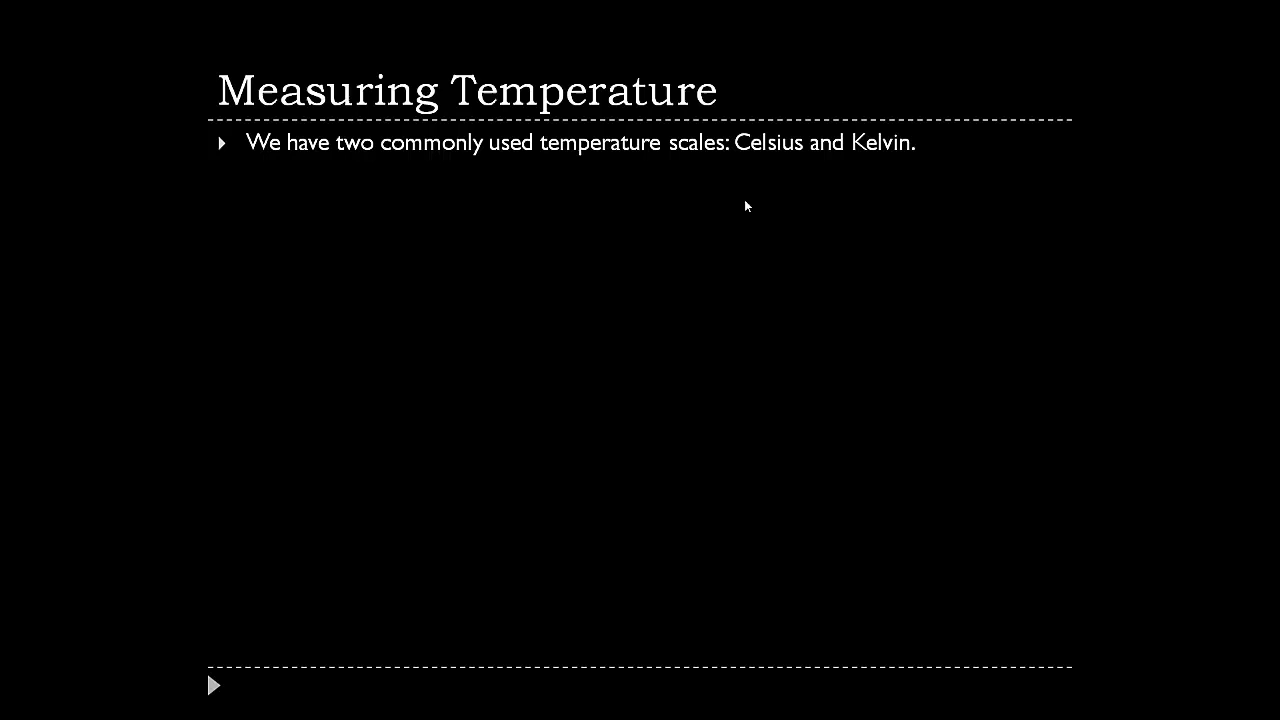 Measuring Temperature
We have two commonly used temperature scales: Celsius and Kelvin.